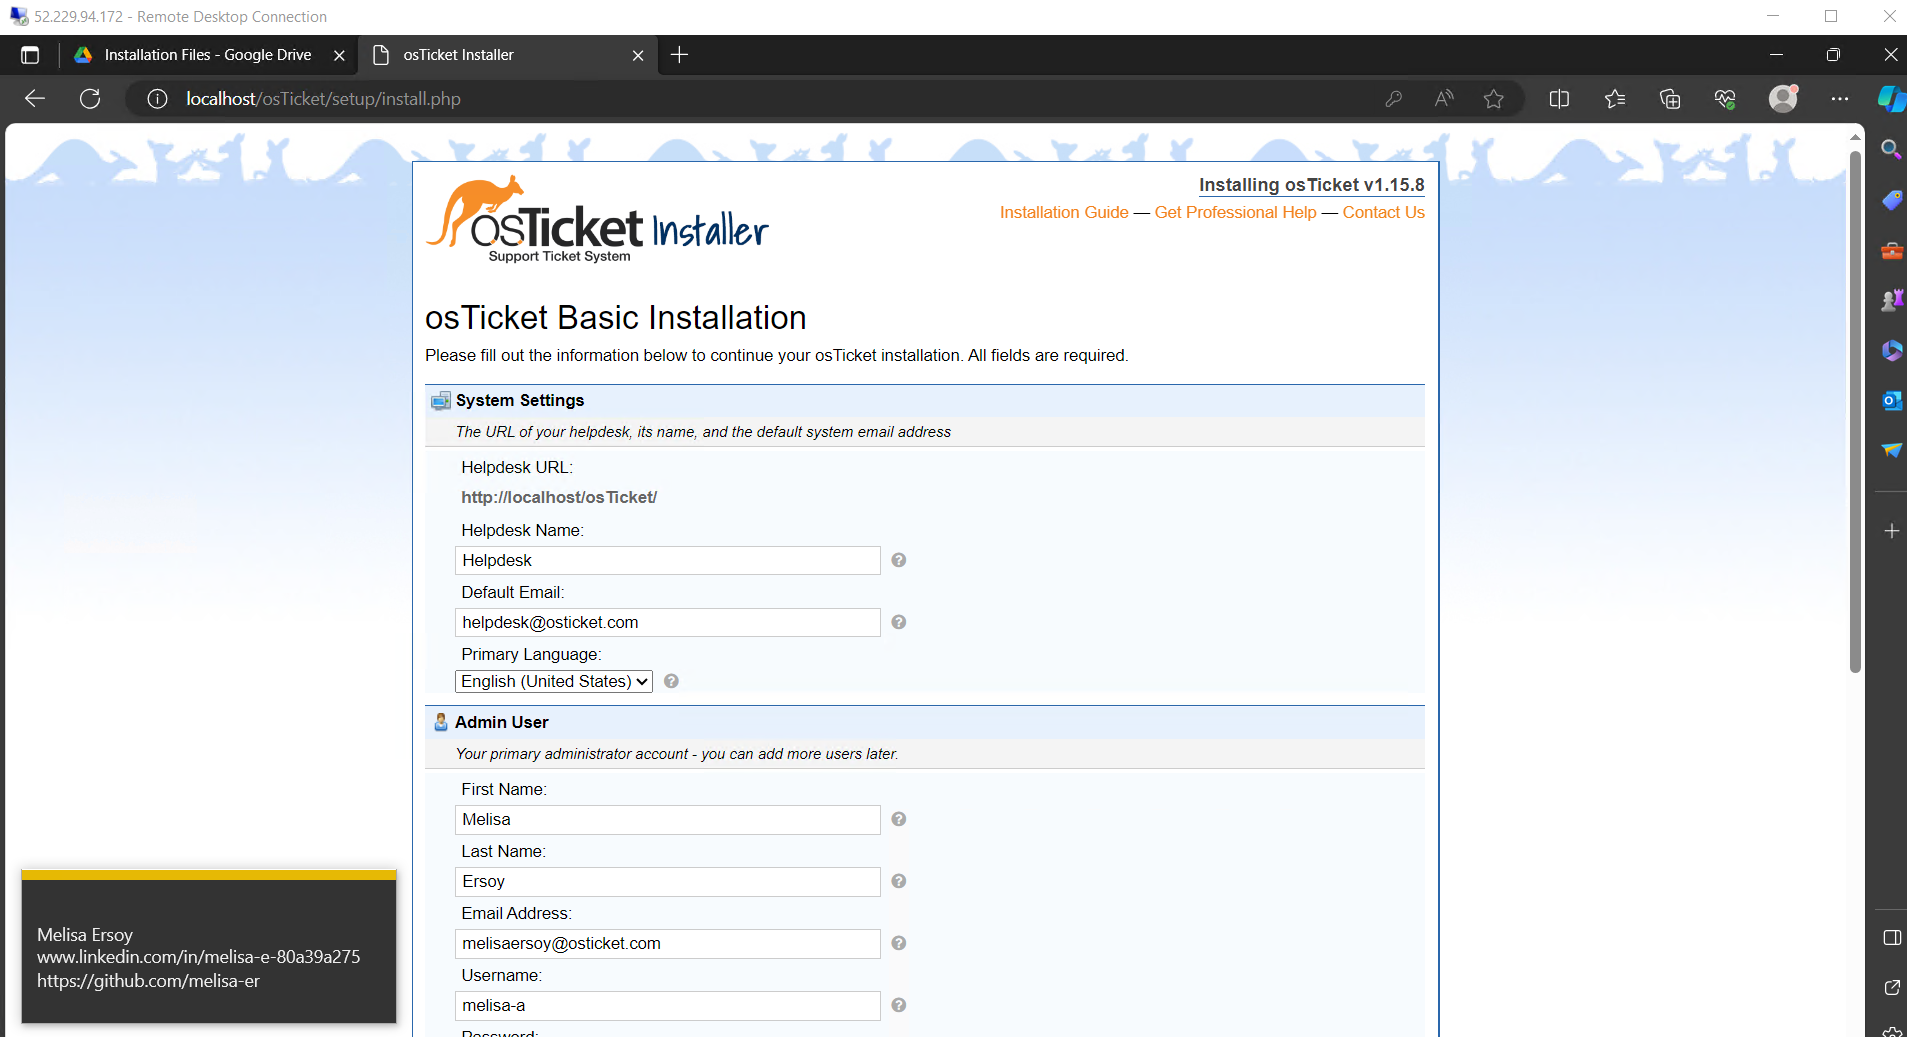 52.229.94.172 - Remote Desktop Connection
Installation Files - Google Drive
osTicket Installer
localhost/osTicket/setup/install.php
osTicket Installer
Support Ticket System
Installing osTicket v1.15.8
Installation Guide — Get Professional Help — Contact Us
osTicket Basic Installation
Please fill out the information below to continue your osTicket installation. All fields are required.
System Settings
The URL of your helpdesk, its name, and the default system email address
Helpdesk URL:
http://localhost/osTicket/
Helpdesk Name:
Helpdesk
Default Email:
helpdesk@osticket.com
Primary Language:
English (United States)
Admin User
Your primary administrator account - you can add more users later.
First Name:
Melisa
Last Name:
Ersoy
Email Address:
melisaersoy@osticket.com
Username:
melisa-a
Password:
Melisa Ersoy
www.linkedin.com/in/melisa-e-80a39a275
https://github.com/melisa-er